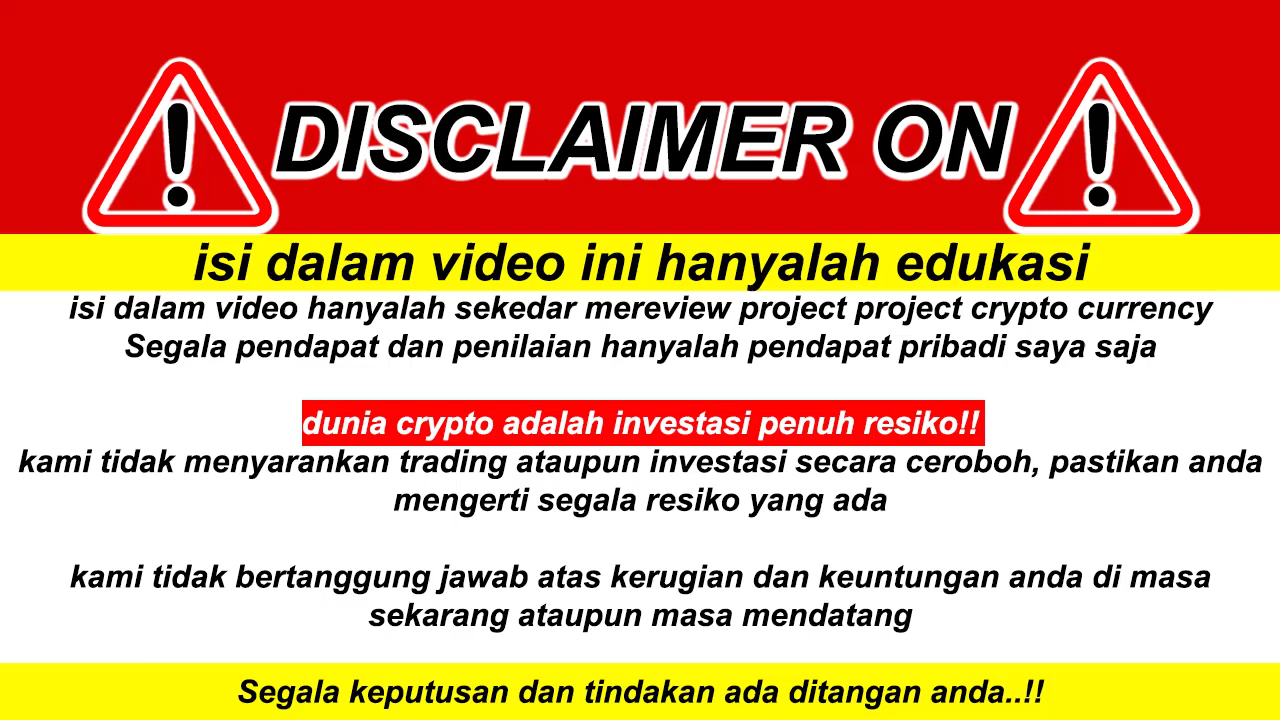 DISCLAIMER ON
isi dalam video ini hanyalah edukasi
isi dalam video hanyalah sekedar mereview project project crypto currency
Segala pendapat dan penilaian hanyalah pendapat pribadi saya saja
dunia crypto adalah investasi penuh resiko!!
kami tidak menyarankan trading ataupun investasi secara ceroboh, pastikan anda
mengerti segala resiko yang ada
kami tidak bertanggung jawab atas kerugian dan keuntungan anda di masa
sekarang ataupun masa mendatang
Segala keputusan dan tindakan ada ditangan anda..!!